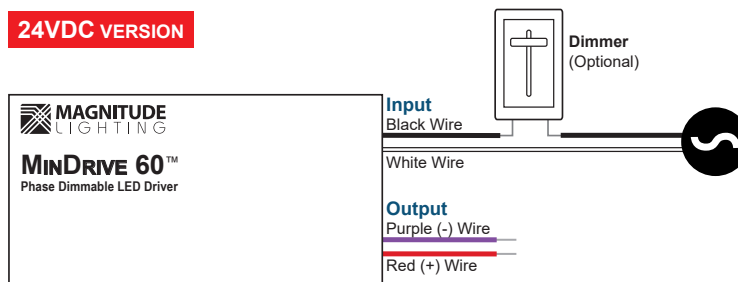 24VDC VERSION
Dimmer
(Optional)
MAGNITUDE
LIGHTING
MINDRIVE 60™
Phase Dimmable LED Driver
Input
Black Wire
White Wire
Output
Purple (-) Wire
Red (+) Wire